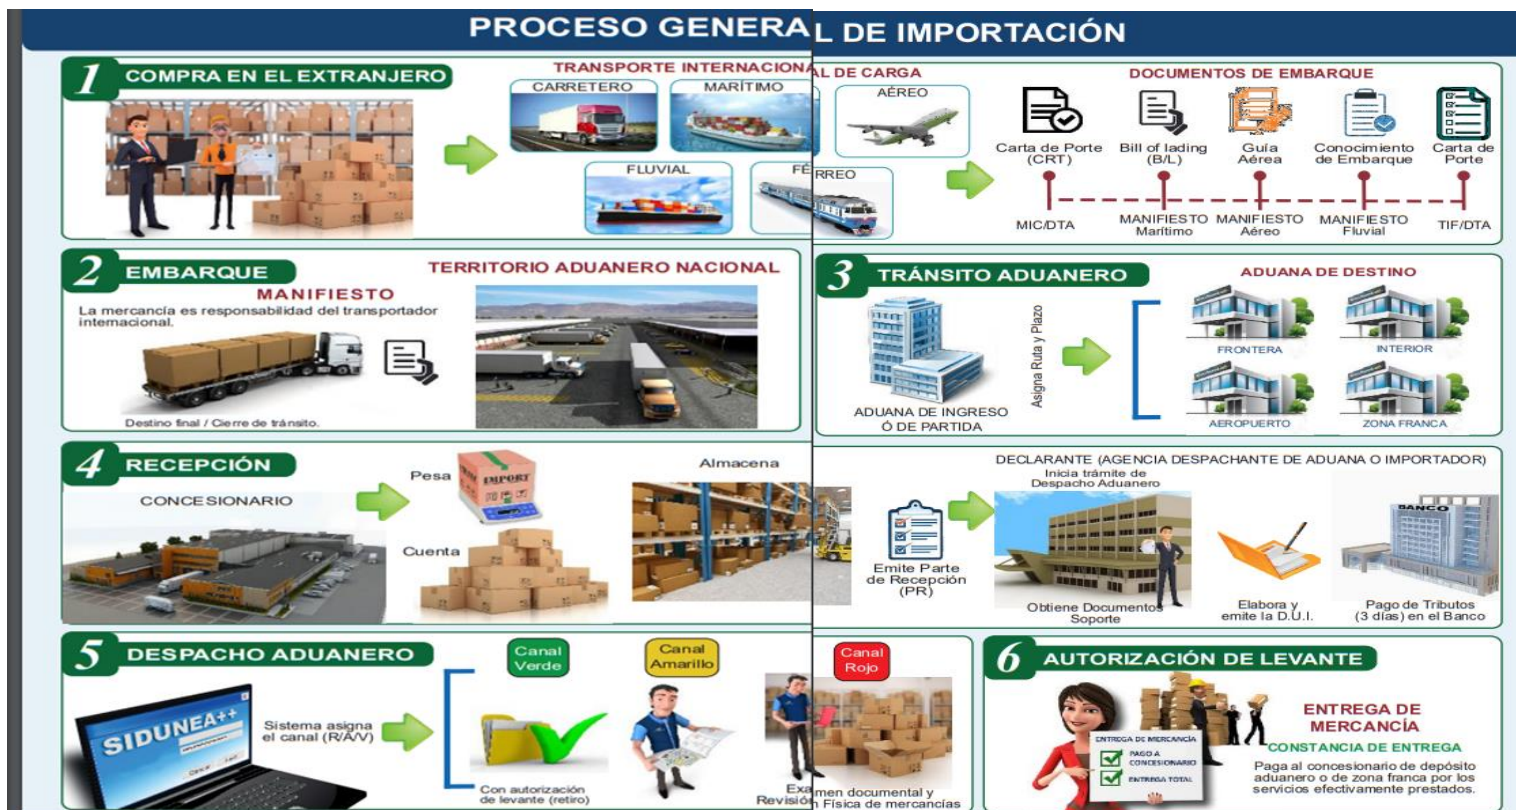 PROCESO GENERAL DE IMPORTACIÓN
1 COMPRA EN EL EXTRANJERO
TRANSPORTE INTERNACIONAL DE CARGA
CARRETERO
MARÍTIMO
AÉREO
FLUVIAL
FÉRREO
DOCUMENTOS DE EMBARQUE
Carta de Porte
(CRT)
Bill of lading
(B/L)
Guía
Aérea
Conocimiento
de Embarque
Carta de
Porte
MIC/DTA
MANIFIESTO
Marítimo
MANIFIESTO
Aéreo
MANIFIESTO
Fluvial
TIF/DTA
2 EMBARQUE
TERRITORIO ADUANERO NACIONAL
MANIFIESTO
La mercancía es responsabilidad del transportador
internacional.
Destino final / Cierre de tránsito.
3 TRÁNSITO ADUANERO
ADUANA DE INGRESO
Ó DE PARTIDA
Asigna Ruta y Plazo
ADUANA DE DESTINO
FRONTERA
INTERIOR
AEROPUERTO
ZONA FRANCA
4 RECEPCIÓN
CONCESIONARIO
Pesa
IMPORT
Cuenta
Almacena
Emite Parte
de Recepción
(PR)
DECLARANTE (AGENCIA DESPACHANTE DE ADUANA O IMPORTADOR)
Inicia trámite de
Despacho Aduanero
Obtiene Documentos
Soporte
Elabora y
emite la D.U.I.
BANCO
Pago de Tributos
(3 días) en el Banco
5 DESPACHO ADUANERO
SIDUNEA++
Sistema asigna
el canal (R/A/V)
Canal
Verde
Con autorización
de levante (retiro)
Canal
Amarillo
Canal
Rojo
Examen documental y
Revisión Física de mercancías
6 AUTORIZACIÓN DE LEVANTE
ENTREGA DE MERCANCÍA
PAGO A
CONCESIONARIO
ENTREGA TOTAL
ENTREGA DE
MERCANCÍA
CONSTANCIA DE ENTREGA
Paga al concesionario de depósito
aduanero o de zona franca por los
servicios efectivamente prestados.